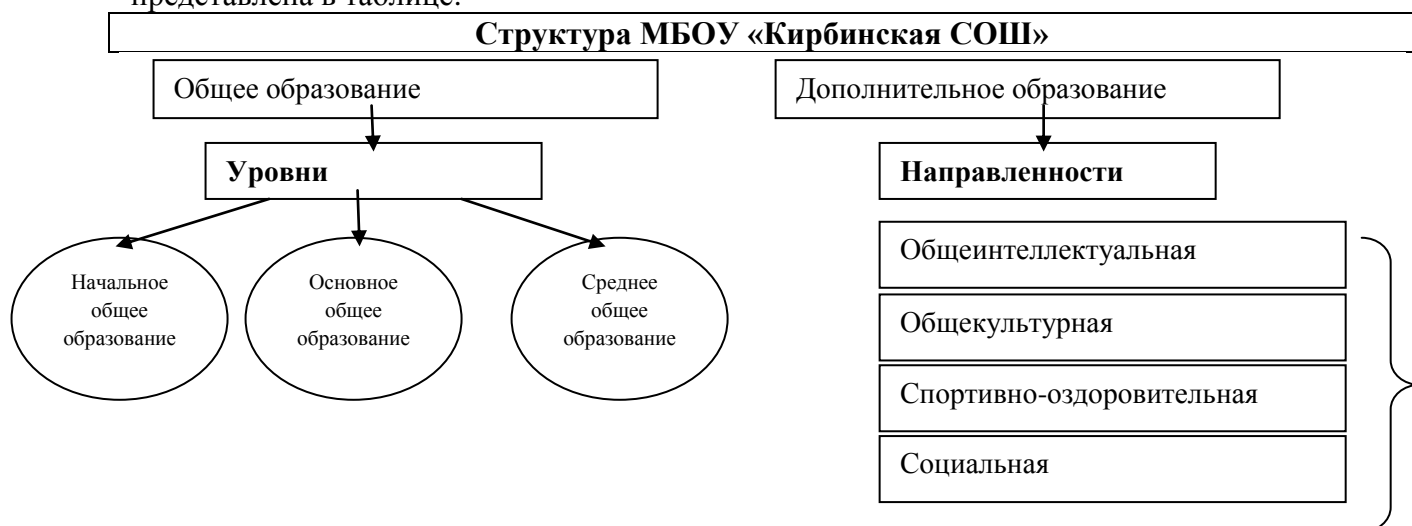 представлена в таблице:
Структура МБОУ «Кирбинская СОШ»
Общее образование
Дополнительное образование
Уровни
Направленности
Начальное
общее
образование
Основное
общее
образование
Среднее
общее
образование
Общеинтеллектуальная
Общекультурная
Спортивно-оздоровительная
Социальная